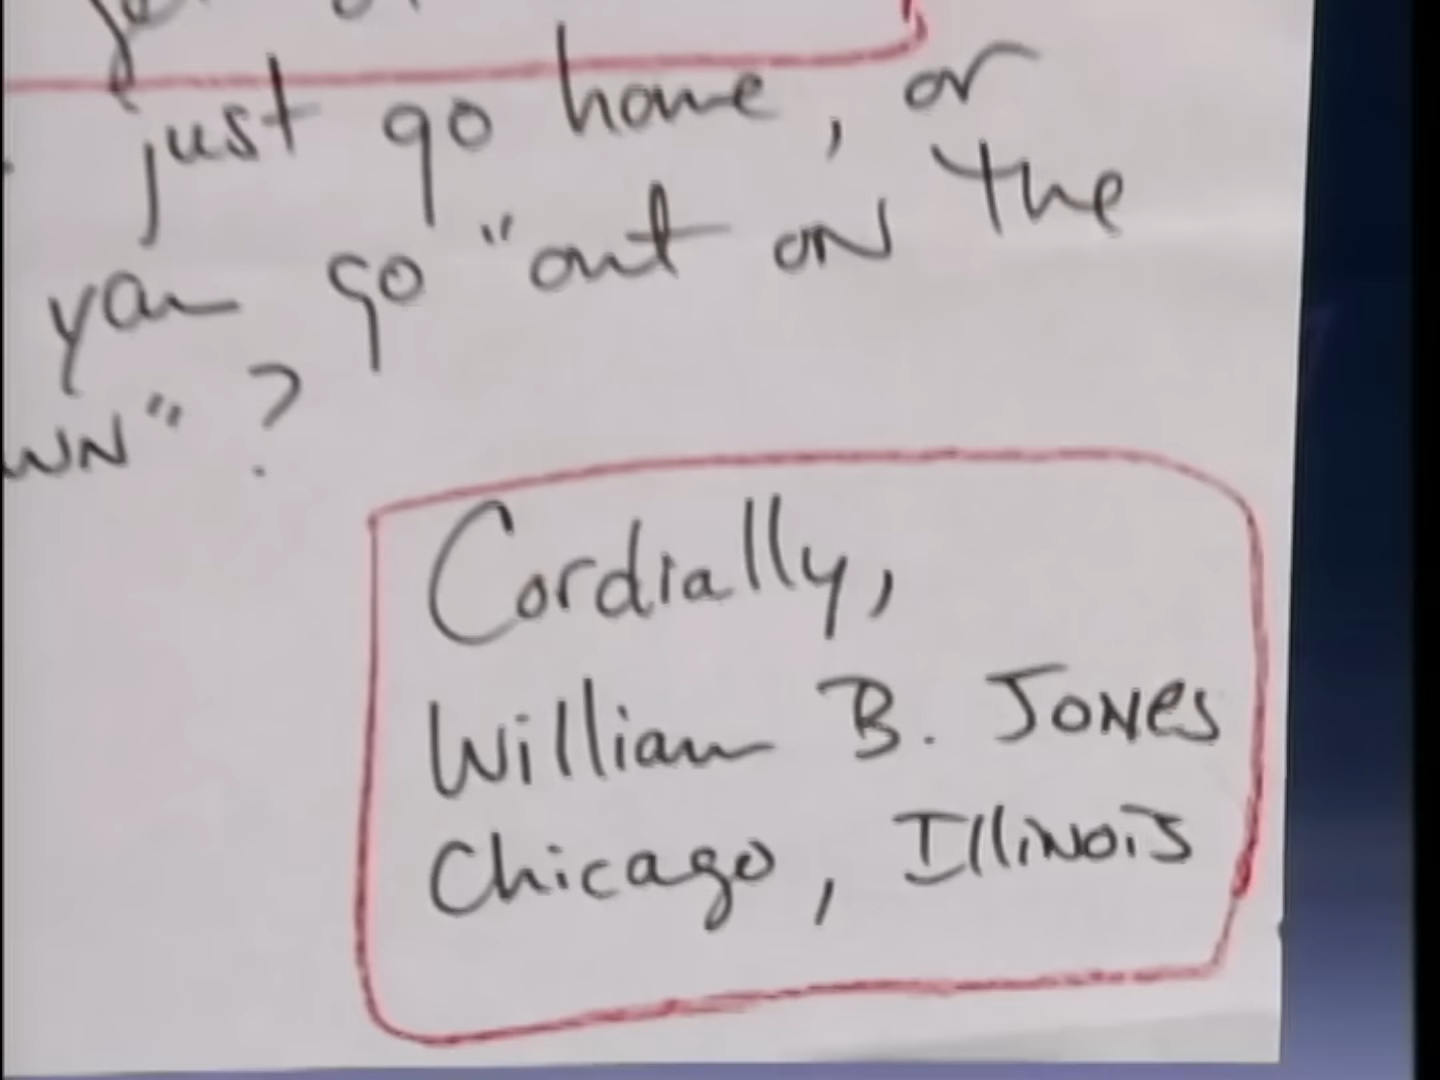 just go home, or
you go "out on the
wn"?
Cordially,
William B. Jones
Chicago, Illinois